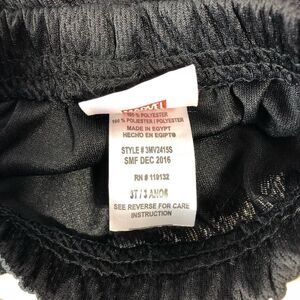 MARVEL
100 % POLYESTER
100 % POLIESTER / POLYESTER
MADE IN EGYPT
HECHO EN EGIPTO
STYLE # 3MV2415S
SMF DEC 2016
RN # 119132
3T / 3 ANOS
SEE REVERSE FOR CARE
INSTRUCTION